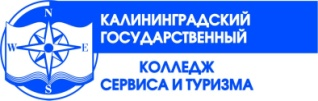 N
W E
S
КАЛИНИНГРАДСКИЙ
ГОСУДАРСТВЕННЫЙ
КОЛЛЕДЖ
СЕРВИСА И ТУРИЗМА